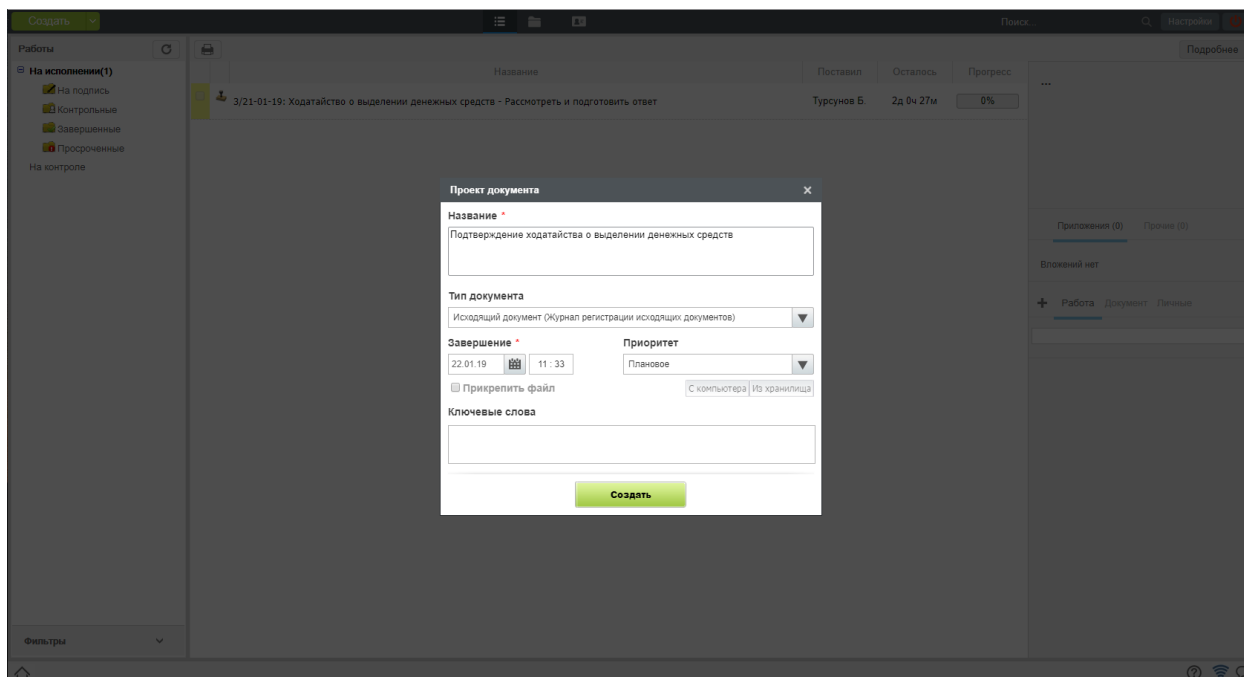 Создать
Поиск...
Настройки
Работы
Подробнее
На исполнении(1)
На подпись
Контрольные
Завершенные
Просроченные
На контроле
Название
Поставил
Осталось
Прогресс
3/21-01-19: Ходатайство о выделении денежных средств - Рассмотреть и подготовить ответ
Турсунов Б.
2д 0ч 27м
0%
...
Приложения (0)
Прочие (0)
Вложений нет
Работа Документ Личные
Проект документа
Название *
Подтверждение ходатайства о выделении денежных средств
Тип документа
Исходящий документ (Журнал регистрации исходящих документов)
Завершение *
Приоритет
22.01.19
11 : 33
Плановое
Прикрепить файл
С компьютера
Из хранилища
Ключевые слова
Создать
Фильтры